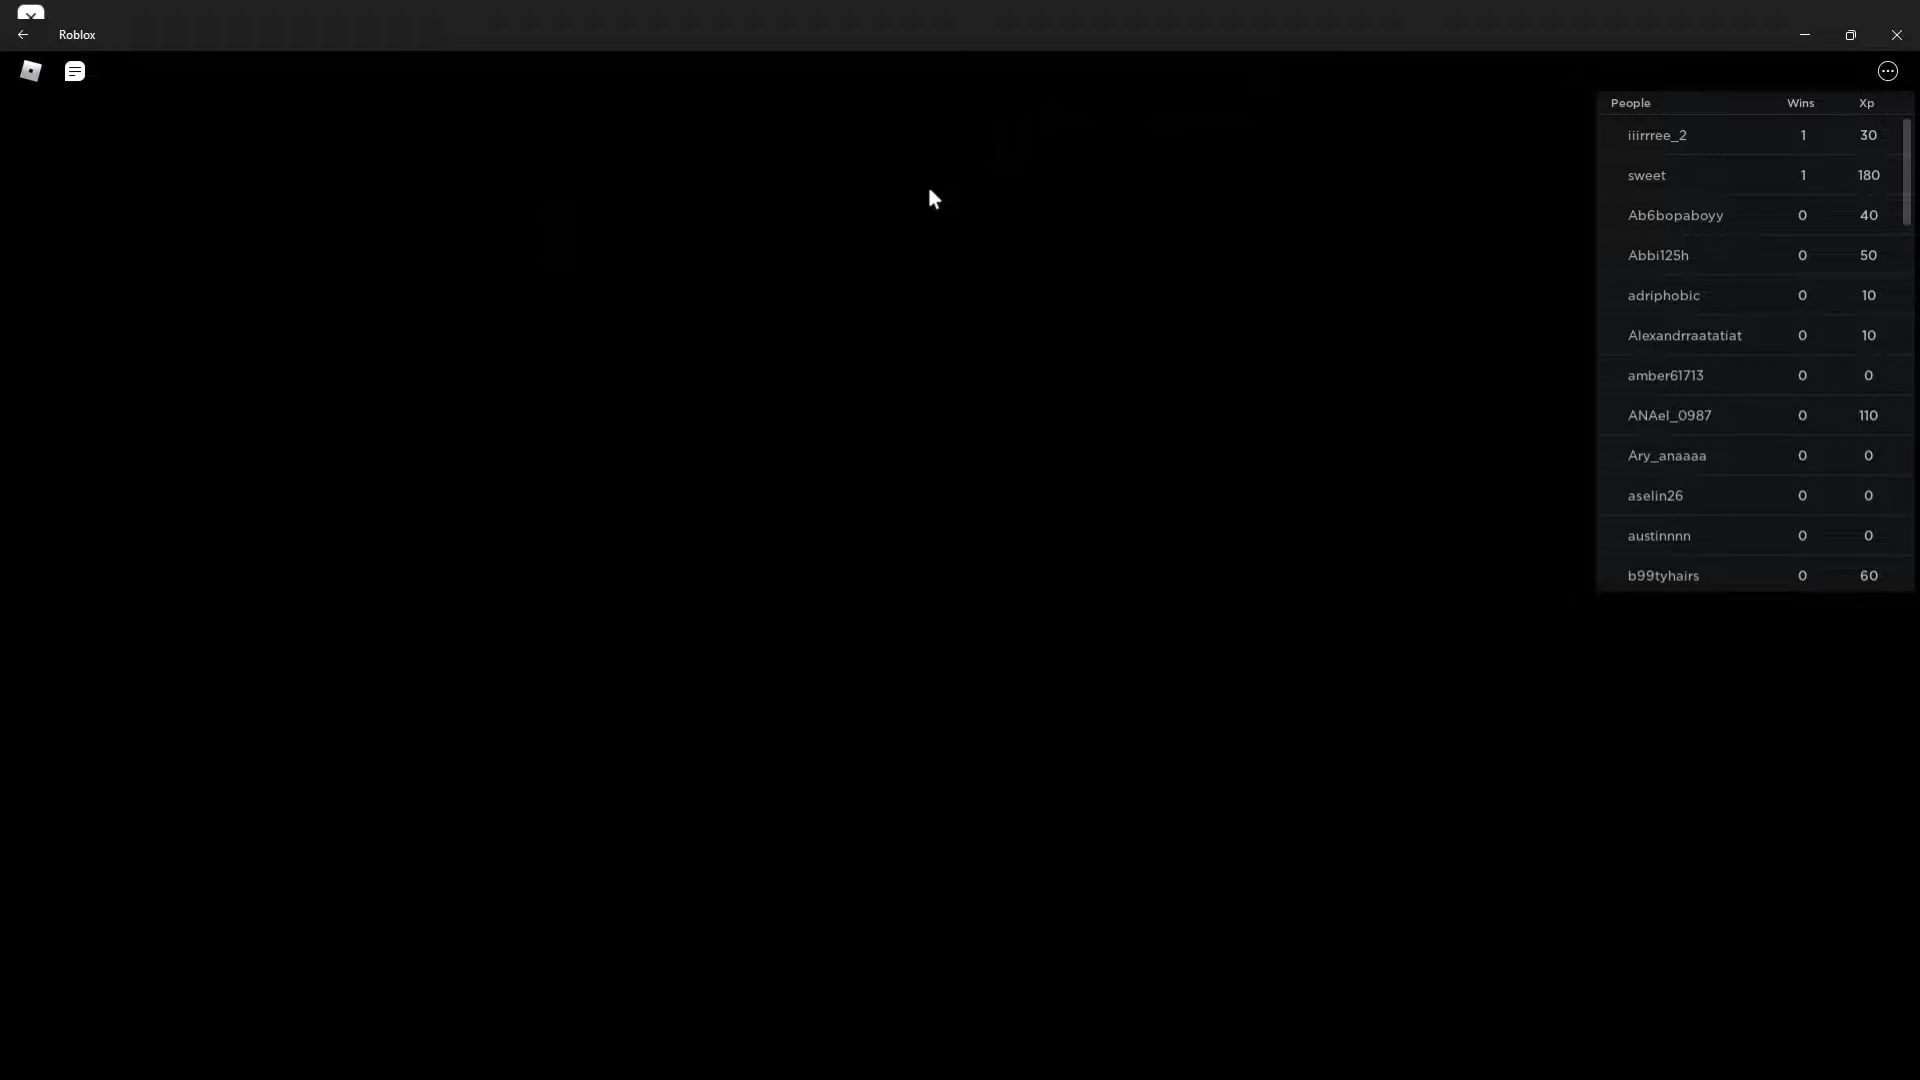 Roblox
People Wins Xp
iiirrree_2 1 30
sweet 1 180
Ab6bopaboyy 0 40
Abbi125h 0 50
adriphobic 0 10
Alexandrraatatiat 0 10
amber61713 0 0
ANAel_0987 0 110
Ary_anaaaa 0 0
aselin26 0 0
austinnnn 0 0
b99tyhairs 0 60